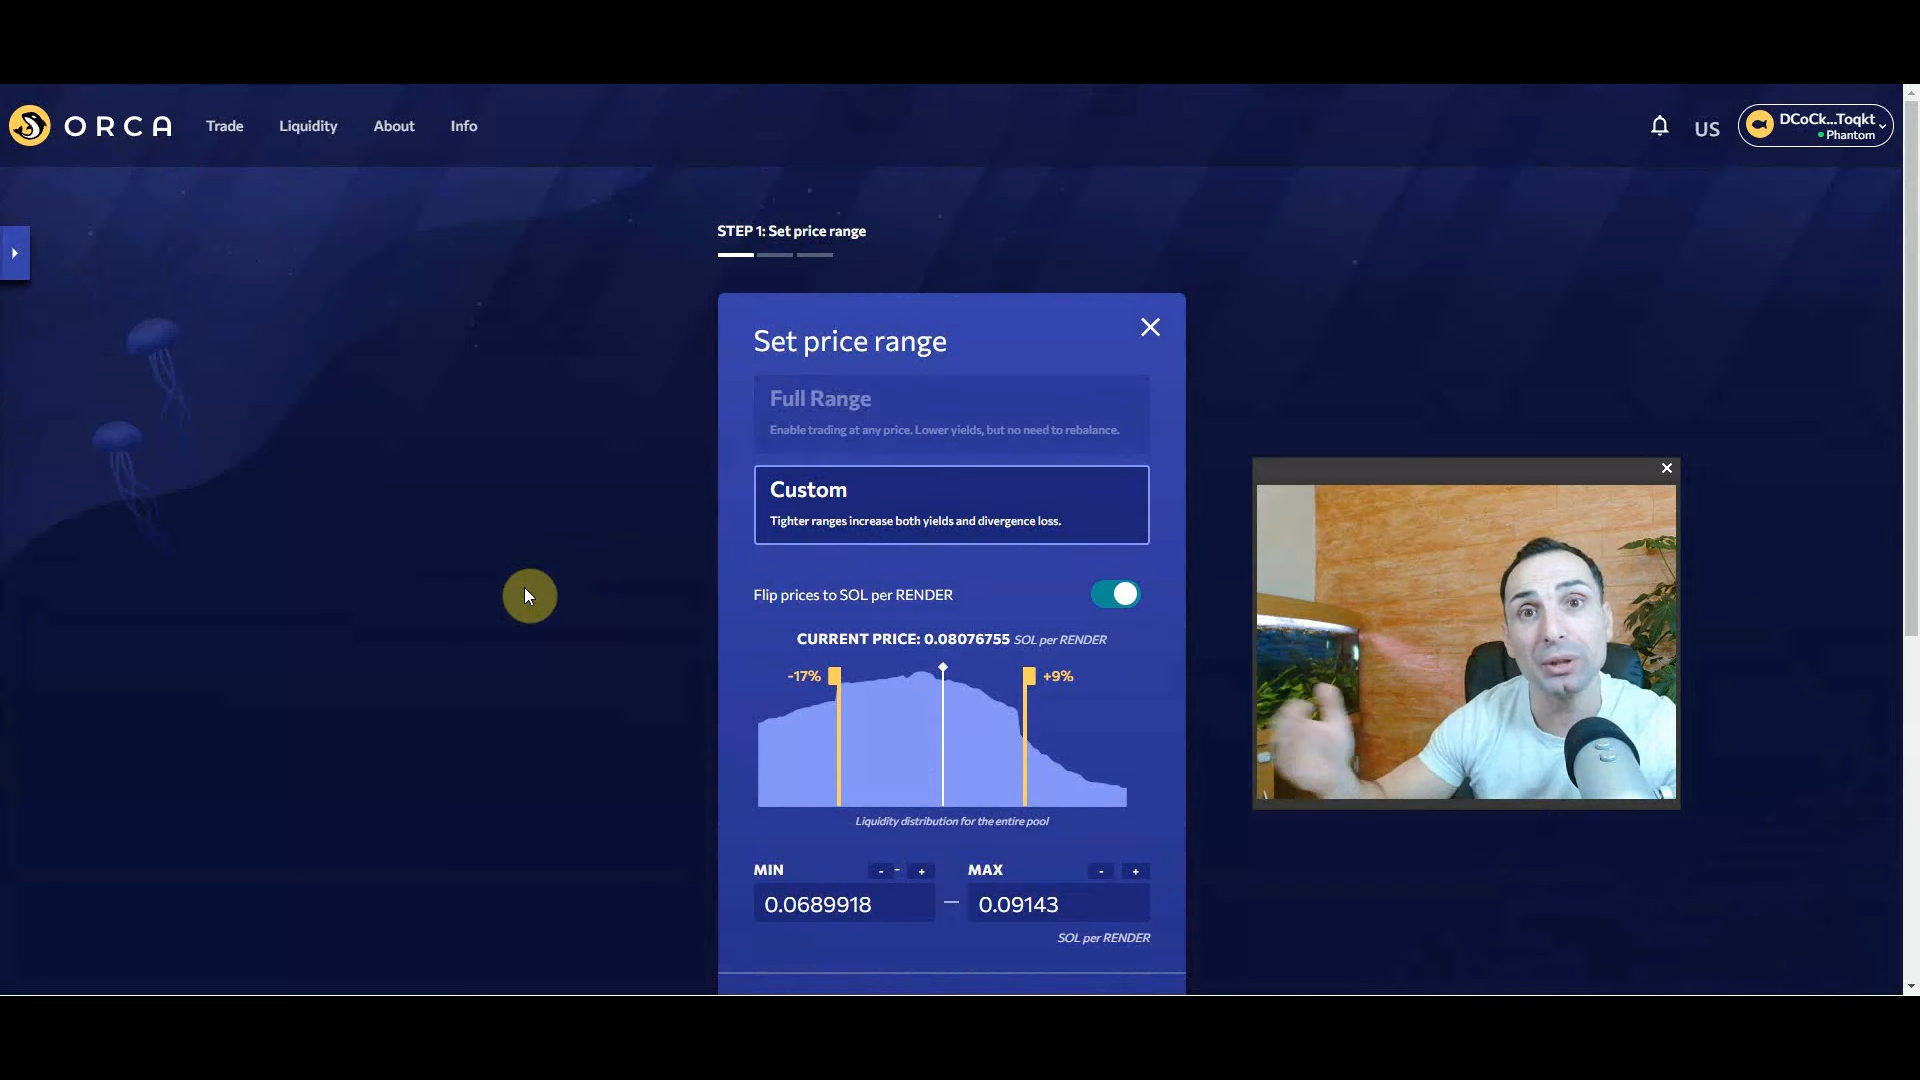 ORCA
Trade
Liquidity
About
Info
US
DCoCk...Toqkt
Phantom
STEP 1: Set price range
Set price range
Full Range
Enable trading at any price. Lower yields, but no need to rebalance.
Custom
Tighter ranges increase both yields and divergence loss.
Flip prices to SOL per RENDER
CURRENT PRICE: 0.08076755 SOL per RENDER
-17%
+9%
Liquidity distribution for the entire pool
MIN
- - +
MAX
- +
0.0689918
—
0.09143
SOL per RENDER